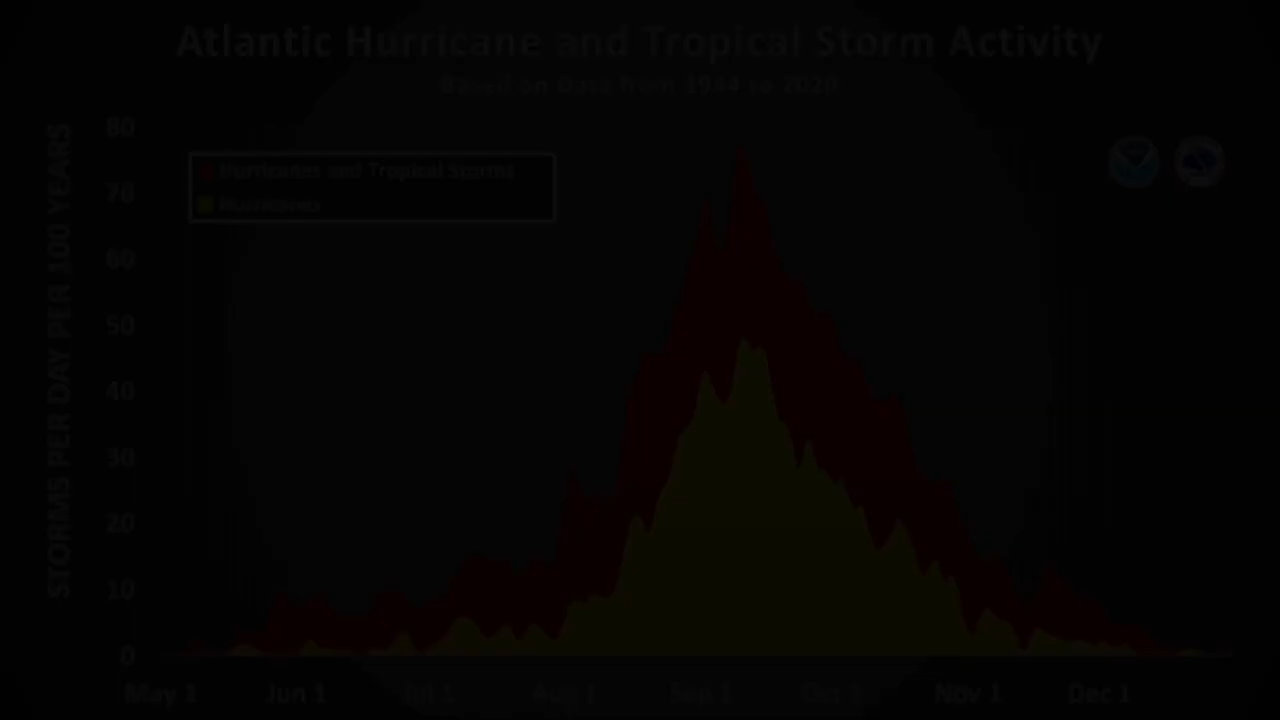 Atlantic Hurricane and Tropical Storm Activity
Based on Data from 1944 to 2020
STORMS PER DAY PER 100 YEARS
80
70
60
50
40
30
20
10
0
Hurricanes and Tropical Storms
Hurricanes
May 1 Jun 1 Jul 1 Aug 1 Sep 1 Oct 1 Nov 1 Dec 1